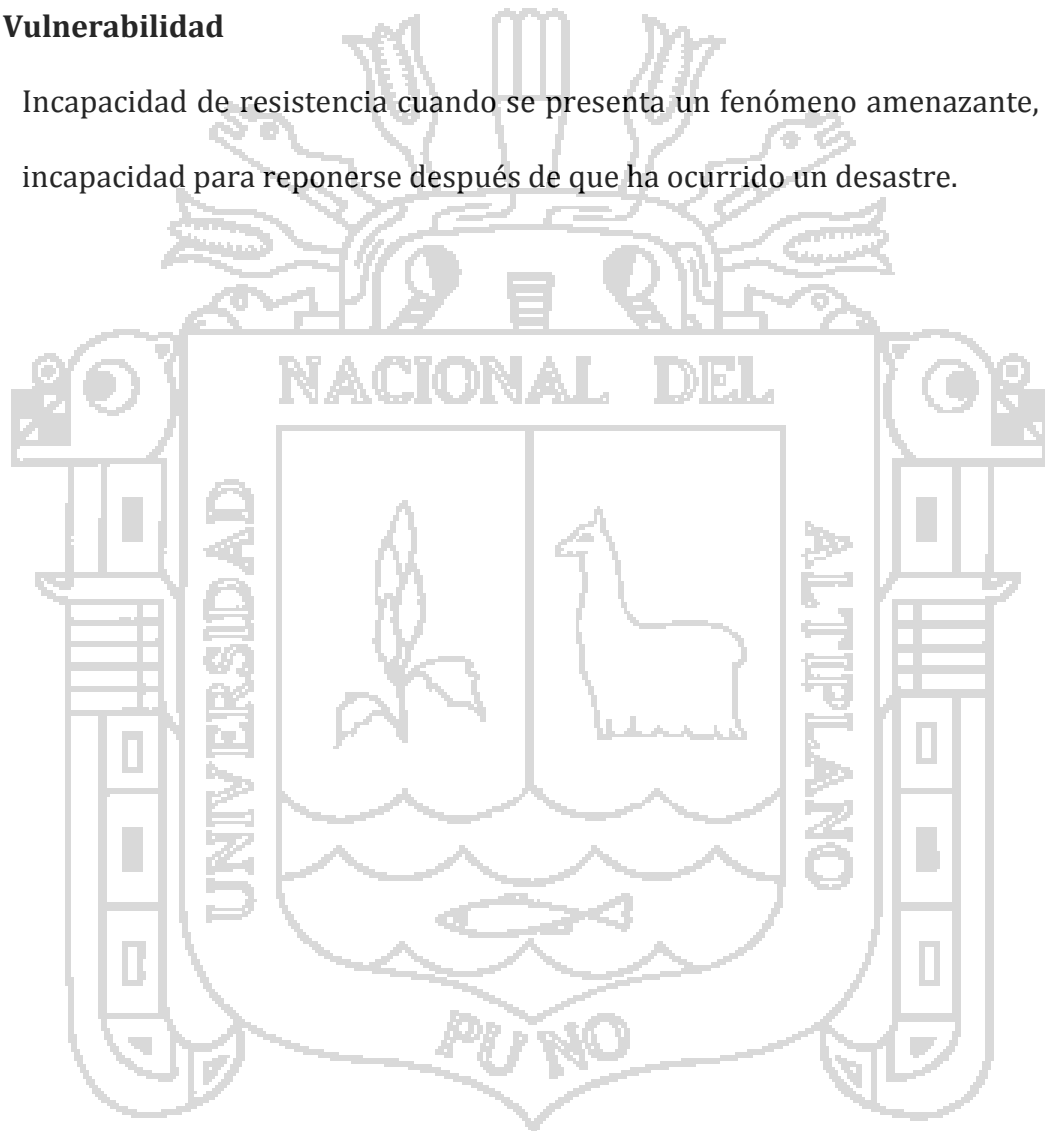 Vulnerabilidad
Incapacidad de resistencia cuando se presenta un fenómeno amenazante,
incapacidad para reponerse después de que ha ocurrido un desastre.
NACIONAL DEL
UNIVERSIDAD
ALTIPLANO
PUNO